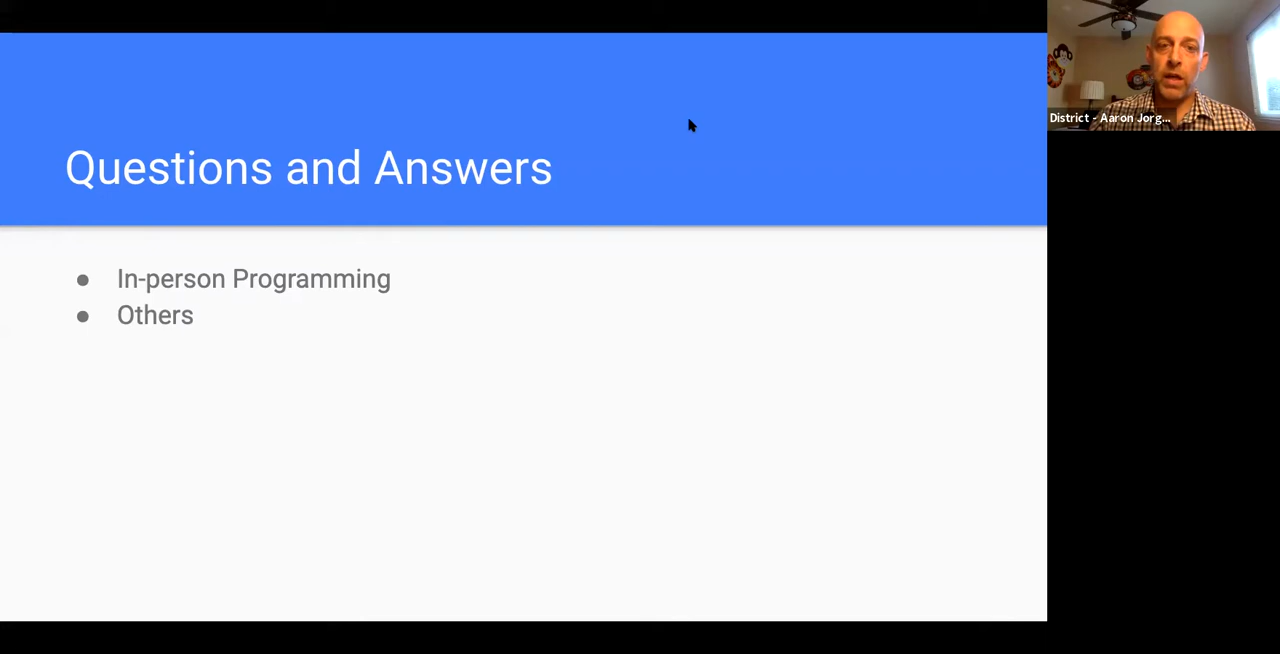 Questions and Answers
In-person Programming
Others
District - Aaron Jorg...